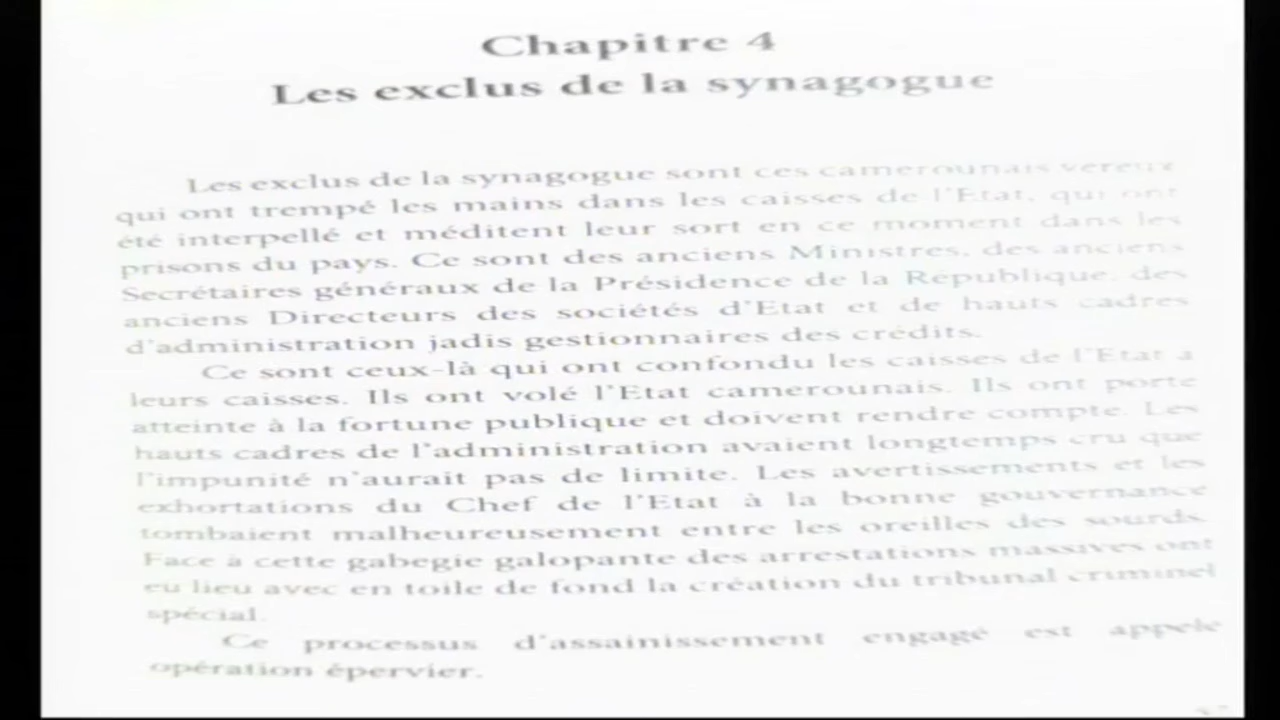 Chapitre 4
Les exclus de la synagogue
Les exclus de la synagogue sont ces camerounais véreux
qui ont trempé les mains dans les caisses de l'Etat, qui ont
été interpellé et méditent leur sort en ce moment dans les
prisons du pays. Ce sont des anciens Ministres, des anciens
Secrétaires généraux de la Présidence de la République, des
anciens Directeurs des sociétés d'Etat et de hauts cadres
d'administration jadis gestionnaires des crédits.
Ce sont ceux-là qui ont confondu les caisses de l'Etat à
leurs caisses. Ils ont volé l'Etat camerounais. Ils ont porté
atteinte à la fortune publique et doivent rendre compte. Les
hauts cadres de l'administration avaient longtemps cru que
l'impunité n'aurait pas de limite. Les avertissements et les
exhortations du Chef de l'Etat à la bonne gouvernance
tombaient malheureusement entre les oreilles des sourds.
Face à cette gabegie galopante des arrestations massives ont
eu lieu avec en toile de fond la création du tribunal criminel
spécial.
Ce processus d'assainissement engagé est appelé
opération épervier.